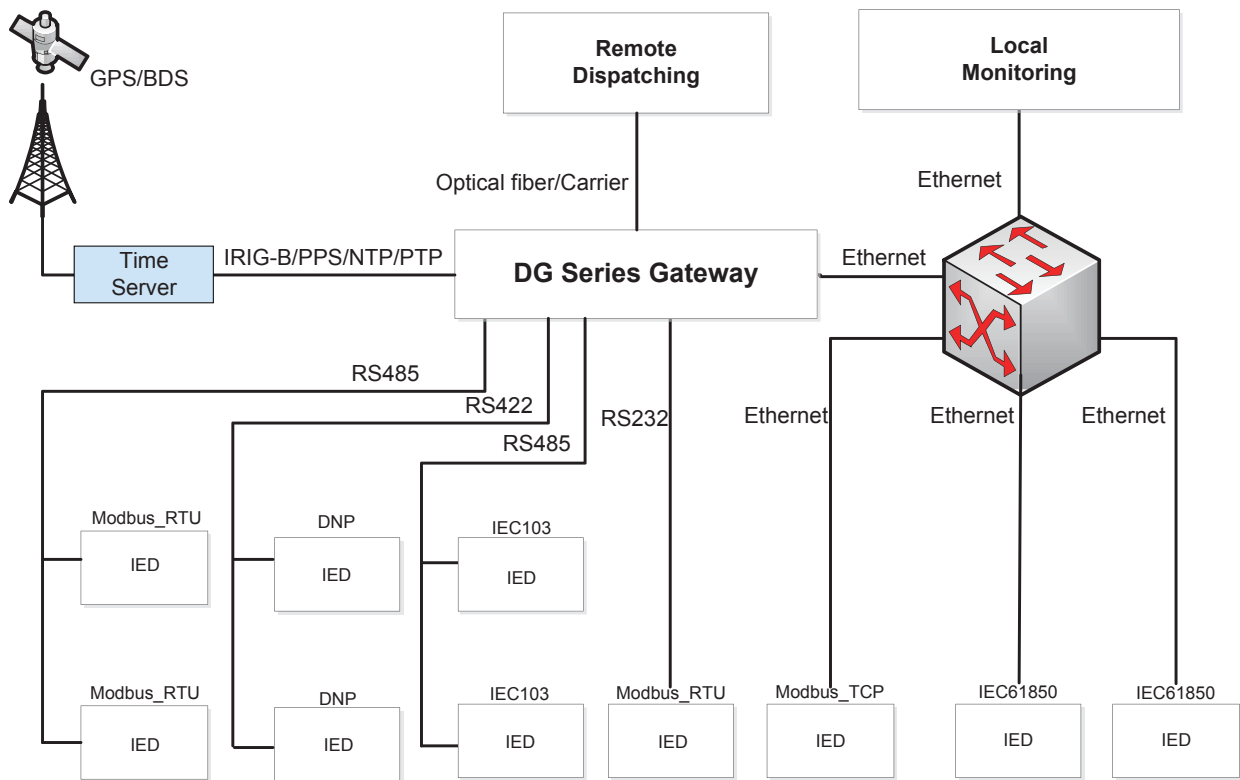 Remote
Dispatching
Local
Monitoring
GPS/BDS
Optical fiber/Carrier
Ethernet
Time
Server
IRIG-B/PPS/NTP/PTP
DG Series Gateway
Ethernet
RS485
RS422
RS485
RS232
Ethernet
Ethernet
Ethernet
Modbus_RTU
IED
DNP
IED
IEC103
IED
Modbus_RTU
IED
DNP
IED
IEC103
IED
Modbus_RTU
IED
Modbus_TCP
IED
IEC61850
IED
IEC61850
IED